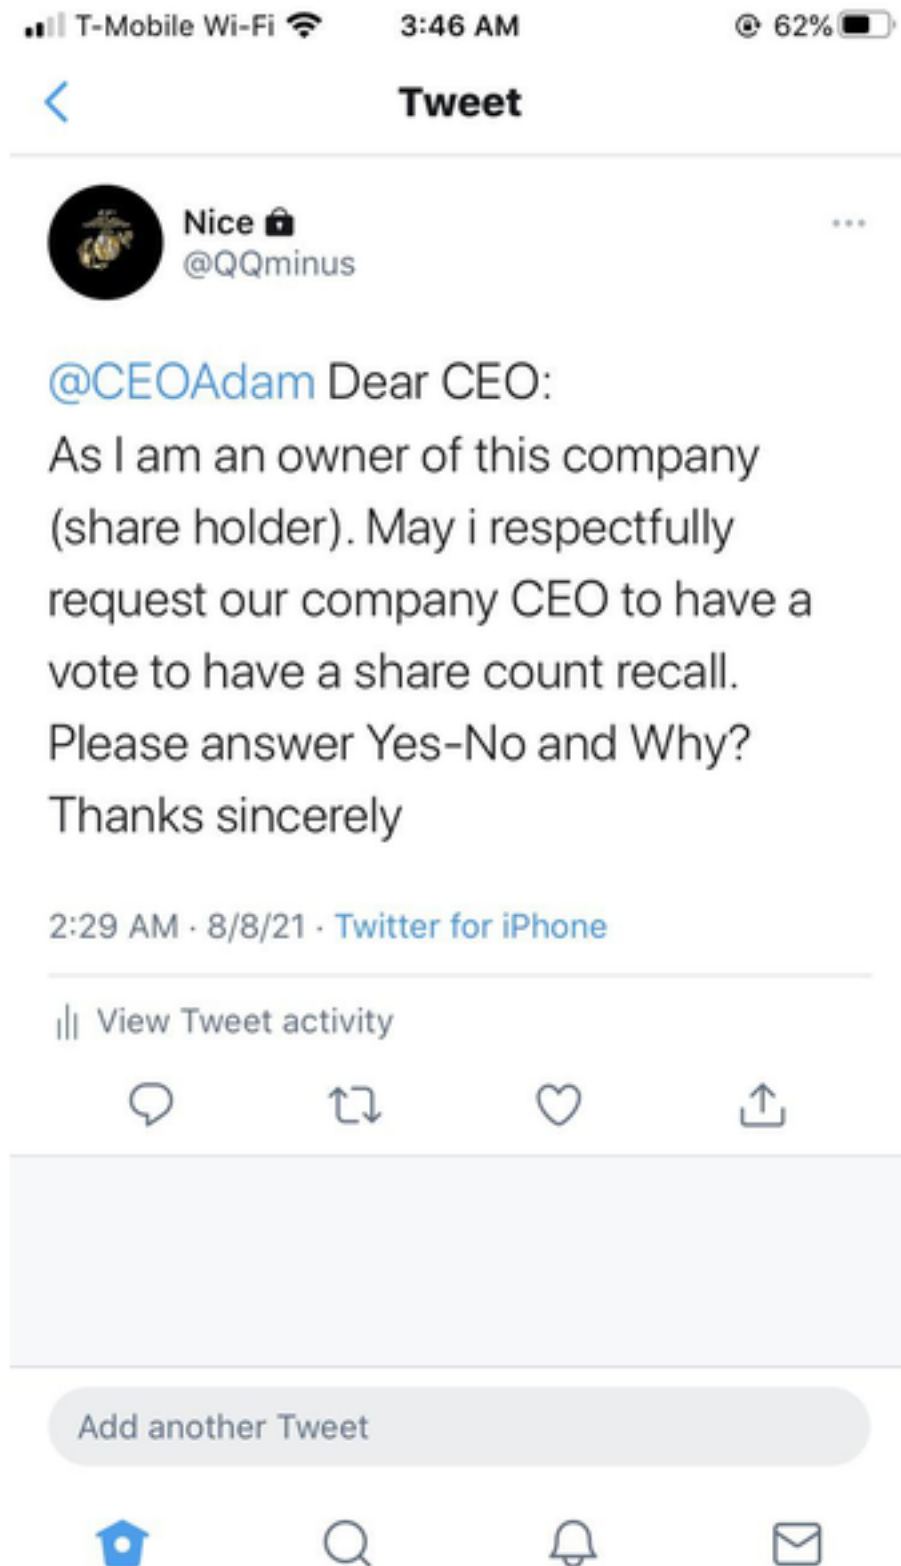 T-Mobile Wi-Fi 3:46 AM 62%
Tweet
Nice
@QQminus
@CEOAdam Dear CEO:
As I am an owner of this company
(share holder). May i respectfully
request our company CEO to have a
vote to have a share count recall.
Please answer Yes-No and Why?
Thanks sincerely
2:29 AM · 8/8/21 · Twitter for iPhone
View Tweet activity
Add another Tweet